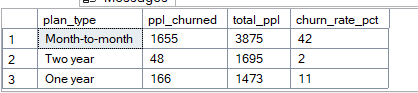 Messages
plan_type ppl_churned total_ppl churn_rate_pct
1 Month-to-month 1655 3875 42
2 Two year 48 1695 2
3 One year 166 1473 11